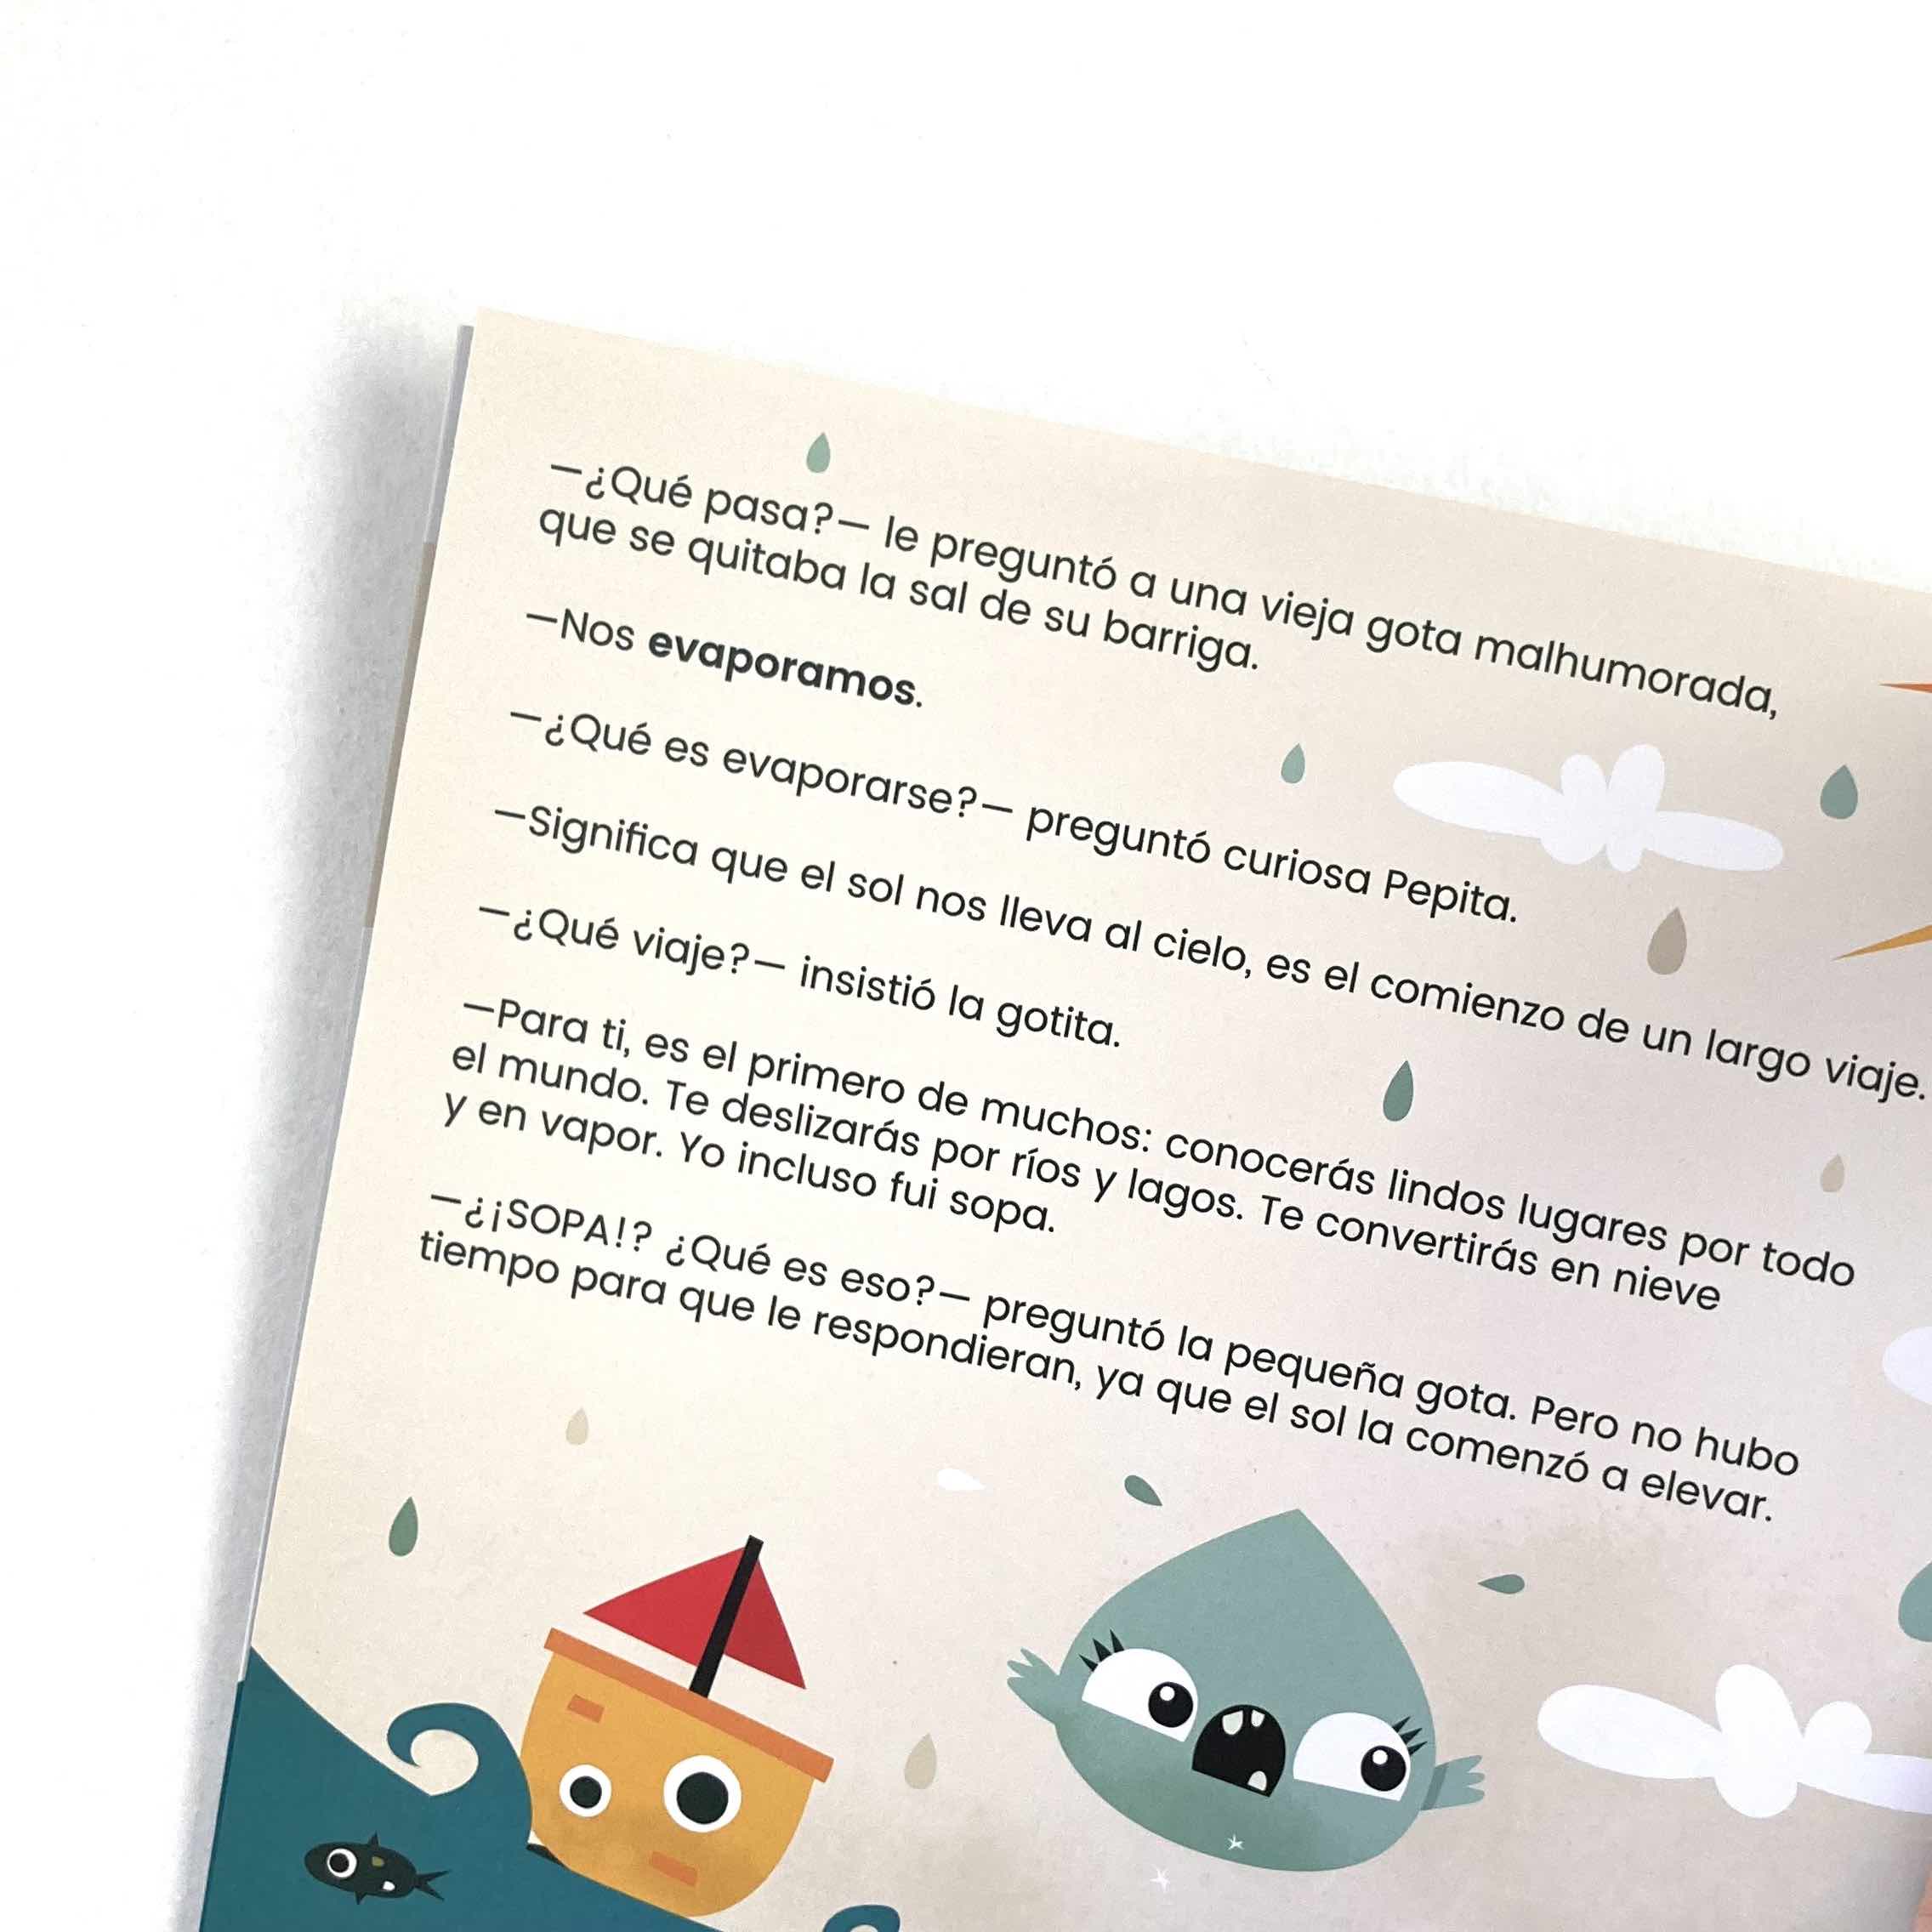 —¿Qué pasa?— le preguntó a una vieja gota malhumorada,
que se quitaba la sal de su barriga.
—Nos evaporamos.
—¿Qué es evaporarse?— preguntó curiosa Pepita.
—Significa que el sol nos lleva al cielo, es el comienzo de un largo viaje.
—¿Qué viaje?— insistió la gotita.
—Para ti, es el primero de muchos: conocerás lindos lugares por todo
el mundo. Te deslizarás por ríos y lagos. Te convertirás en nieve
y en vapor. Yo incluso fui sopa.
—¿¡SOPA!? ¿Qué es eso?— preguntó la pequeña gota. Pero no hubo
tiempo para que le respondieran, ya que el sol la comenzó a elevar.